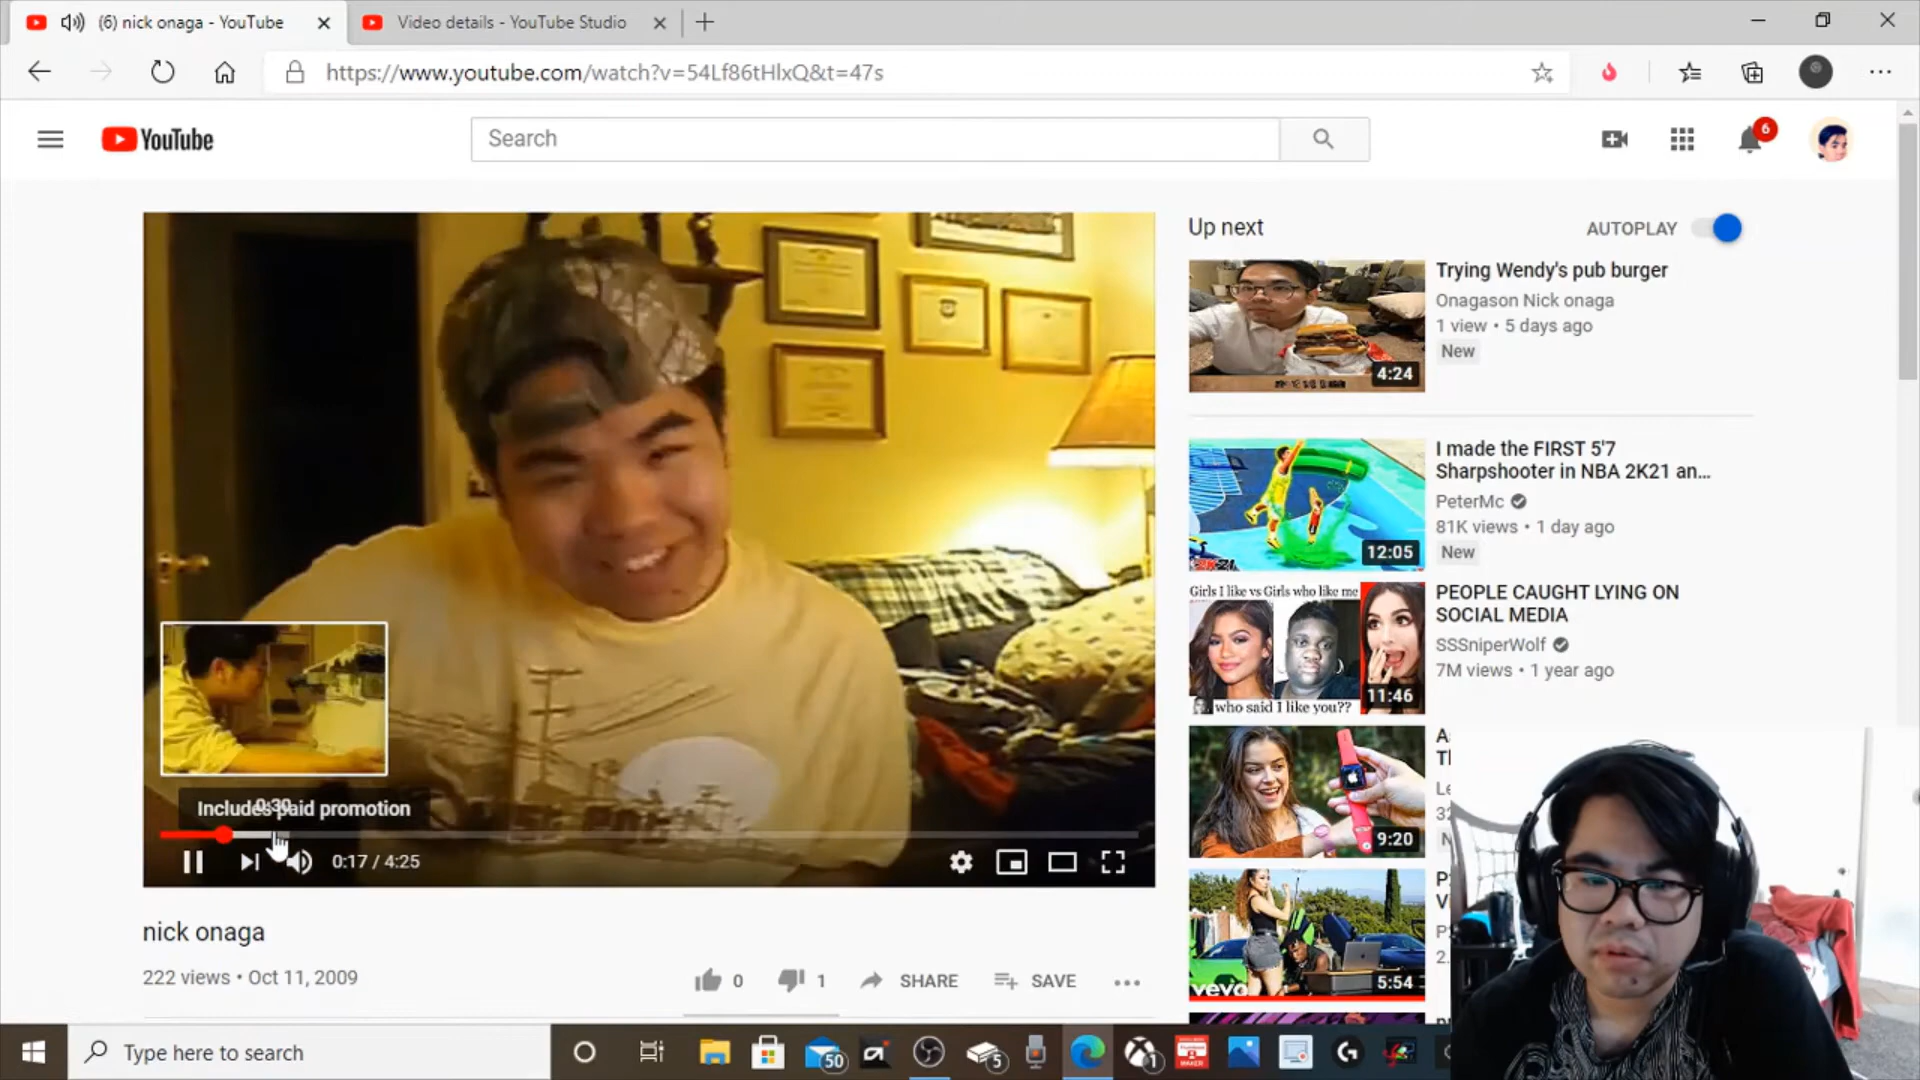 (6) nick onaga - YouTube
Video details - YouTube Studio
https://www.youtube.com/watch?v=54Lf86tHlxQ&t=47s
YouTube
Search
6
Up next
AUTOPLAY
Trying Wendy's pub burger
Onagason Nick onaga
1 view • 5 days ago
New
4:24
I made the FIRST 5'7
Sharpshooter in NBA 2K21 an...
PeterMc
81K views • 1 day ago
New
12:05
Girls I like vs Girls who like me
who said I like you??
11:46
PEOPLE CAUGHT LYING ON
SOCIAL MEDIA
SSSniperWolf
7M views • 1 year ago
9:20
vevo
5:54
Includes paid promotion
0:30
0:17 / 4:25
nick onaga
222 views • Oct 11, 2009
0
1
SHARE
SAVE
Type here to search
50
5
1